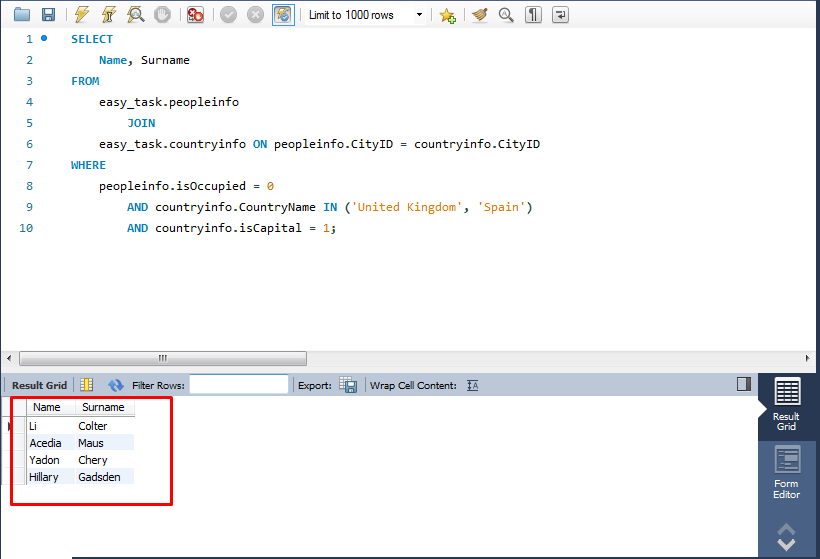 Limit to 1000 rows
1 SELECT
2 Name, Surname
3 FROM
4 easy_task.peopleinfo
5 JOIN
6 easy_task.countryinfo ON peopleinfo.CityID = countryinfo.CityID
7 WHERE
8 peopleinfo.isOccupied = 0
9 AND countryinfo.CountryName IN ('United Kingdom', 'Spain')
10 AND countryinfo.isCapital = 1;
Result Grid Filter Rows: Export: Wrap Cell Content: IA
Name Surname
Li Colter
Acedia Maus
Yadon Chery
Hillary Gadsden
Result
Grid
Form
Editor